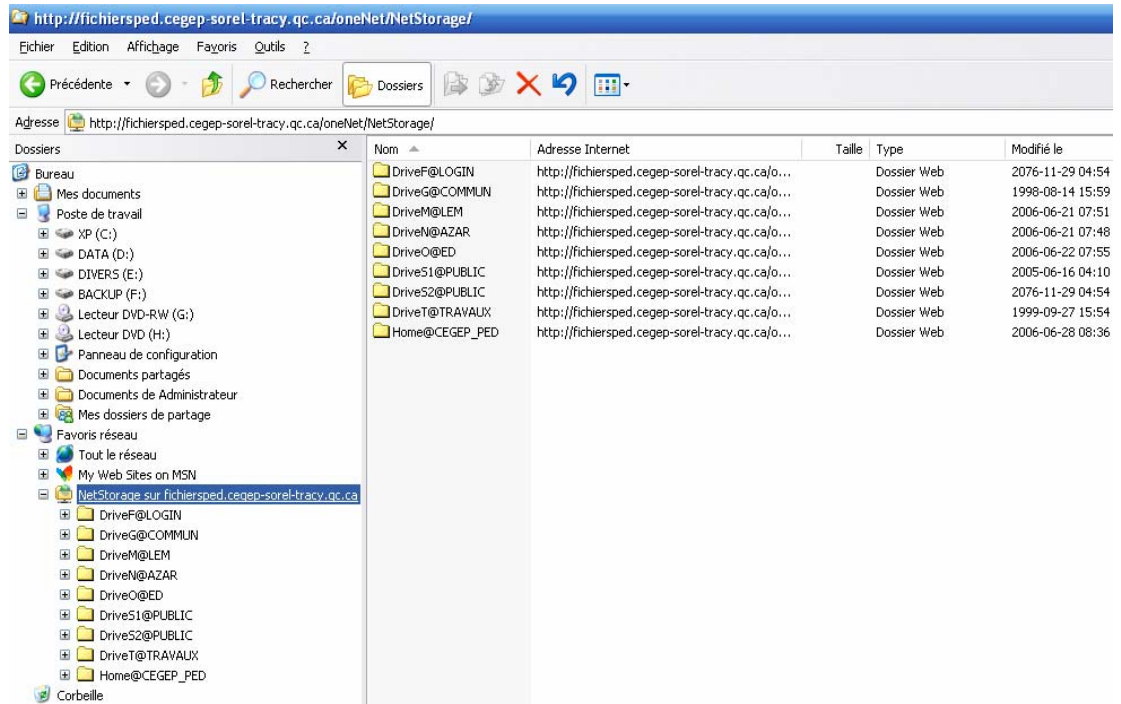 http://fichiersped.cegep-sorel-tracy.qc.ca/oneNet/NetStorage/
Fichier Edition Affichage Favoris Outils ?
Précédente Rechercher Dossiers
Adresse http://fichiersped.cegep-sorel-tracy.qc.ca/oneNet/NetStorage/
Dossiers x
Bureau
Mes documents
Poste de travail
XP (C:)
DATA (D:)
DIVERS (E:)
BACKUP (F:)
Lecteur DVD-RW (G:)
Lecteur DVD (H:)
Panneau de configuration
Documents partagés
Documents de Administrateur
Mes dossiers de partage
Favoris réseau
Tout le réseau
My Web Sites on MSN
NetStorage sur fichiersped.cegep-sorel-tracy.qc.ca
DriveF@LOGIN
DriveG@COMMUN
DriveM@LEM
DriveN@AZAR
DriveO@ED
DriveS1@PUBLIC
DriveS2@PUBLIC
DriveT@TRAVAUX
Home@CEGEP_PED
Corbeille
Nom Adresse Internet Taille Type Modifié le
DriveF@LOGIN http://fichiersped.cegep-sorel-tracy.qc.ca/o... Dossier Web 2076-11-29 04:54
DriveG@COMMUN http://fichiersped.cegep-sorel-tracy.qc.ca/o... Dossier Web 1998-08-14 15:59
DriveM@LEM http://fichiersped.cegep-sorel-tracy.qc.ca/o... Dossier Web 2006-06-21 07:51
DriveN@AZAR http://fichiersped.cegep-sorel-tracy.qc.ca/o... Dossier Web 2006-06-21 07:48
DriveO@ED http://fichiersped.cegep-sorel-tracy.qc.ca/o... Dossier Web 2006-06-22 07:55
DriveS1@PUBLIC http://fichiersped.cegep-sorel-tracy.qc.ca/o... Dossier Web 2005-06-16 04:10
DriveS2@PUBLIC http://fichiersped.cegep-sorel-tracy.qc.ca/o... Dossier Web 2076-11-29 04:54
DriveT@TRAVAUX http://fichiersped.cegep-sorel-tracy.qc.ca/o... Dossier Web 1999-09-27 15:54
Home@CEGEP_PED http://fichiersped.cegep-sorel-tracy.qc.ca/o... Dossier Web 2006-06-28 08:36